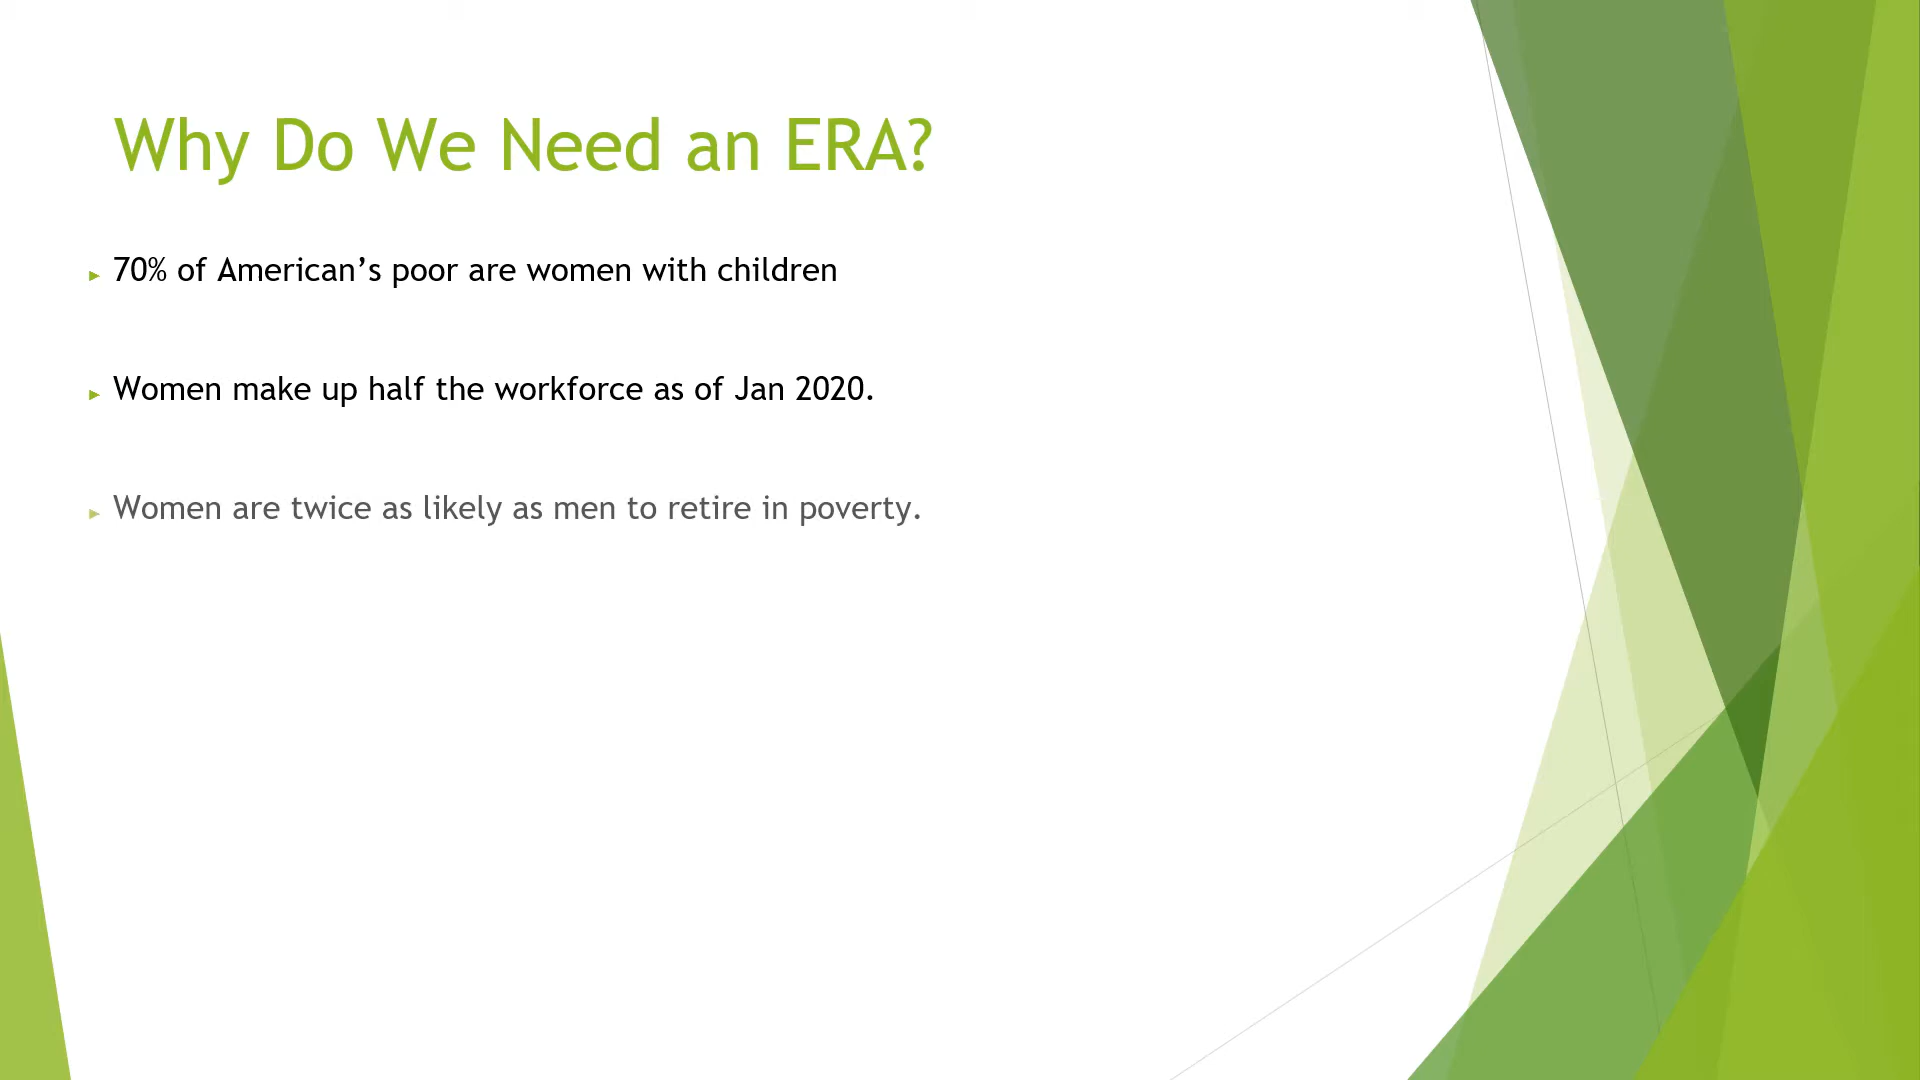 Why Do We Need an ERA?
70% of American’s poor are women with children
Women make up half the workforce as of Jan 2020.
Women are twice as likely as men to retire in poverty.